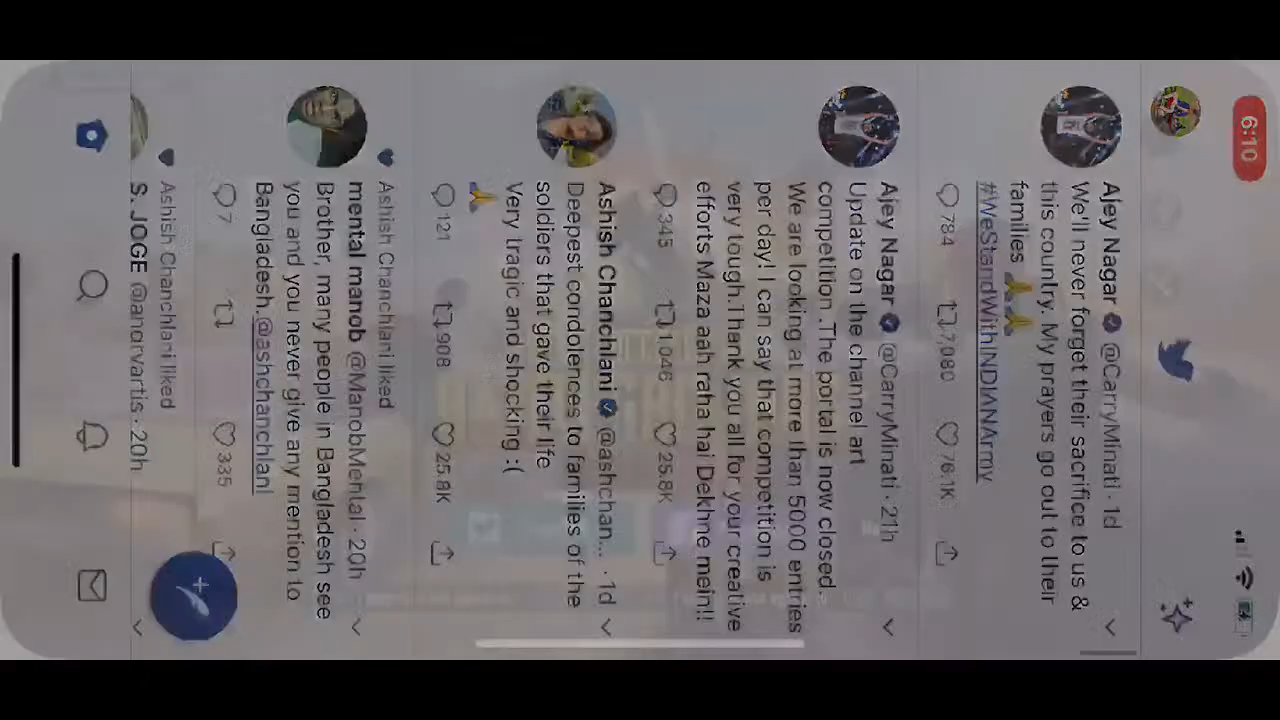 6:10
Ajey Nagar @CarryMinati · 1d
We'll never forget their sacrifice to us &
this country. My prayers go out to their
families 🙏🙏
#WeStandWithINDIANArmy
784 7,080 76.1K
Ajey Nagar @CarryMinati · 21h
Update on the channel art
competition .The portal is now closed.
We are looking at more than 5000 entries
per day! I can say that competition is
very tough.Thank you all for your creative
efforts Maza aah raha hai Dekhne mein!!
345 1,046 25.8K
Ashish Chanchlani @ashchan... · 1d
Deepest condolences to families of the
soldiers that gave their life
Very tragic and shocking :(
🙏
121 908 25.8K
Ashish Chanchlani liked
mental manob @ManobMental · 20h
Brother, many people in Bangladesh see
you and you never give any mention to
Bangladesh.@ashchanchlani
7 335
Ashish Chanchlani liked
S. JOGE @angryartis · 20h